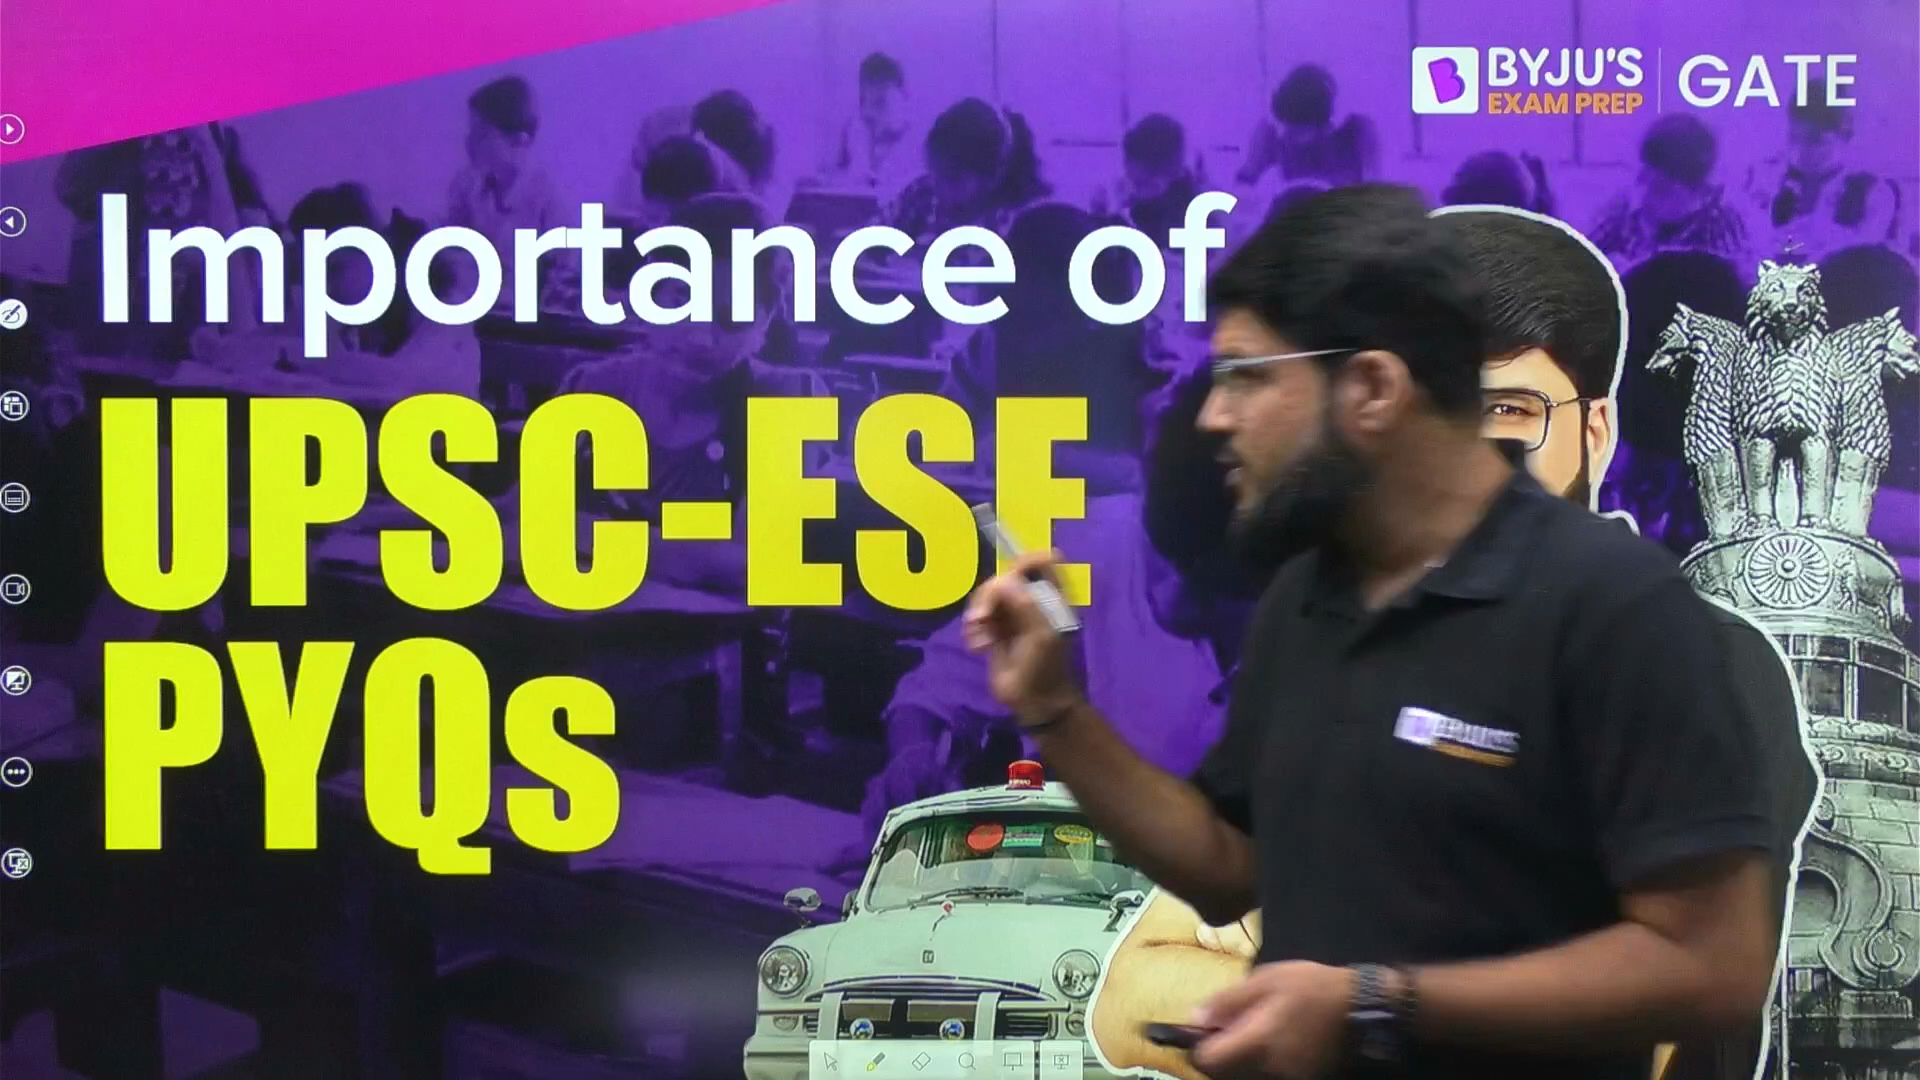 BYJU'S
EXAM PREP
GATE
Importance of
UPSC-ESE
PYQs